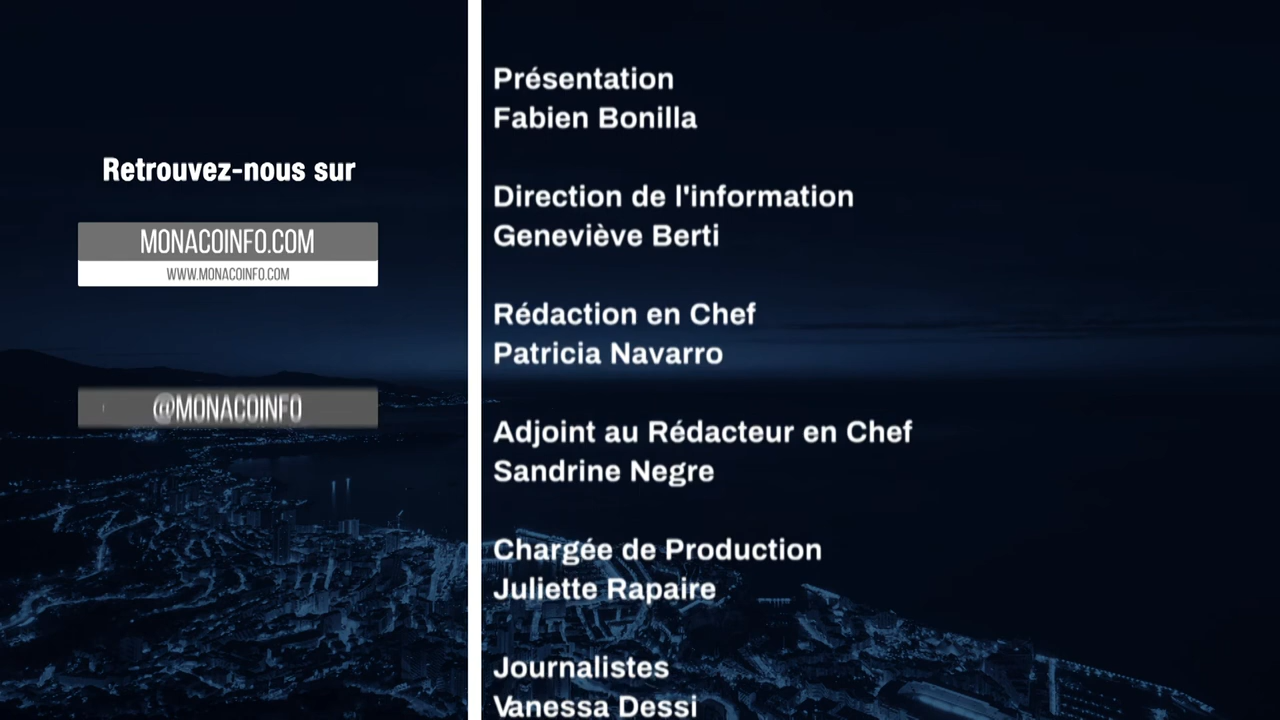 Retrouvez-nous sur
MONACOINFO.COM
WWW.MONACOINFO.COM
@MONACOINFO
Présentation
Fabien Bonilla
Direction de l'information
Geneviève Berti
Rédaction en Chef
Patricia Navarro
Adjoint au Rédacteur en Chef
Sandrine Negre
Chargée de Production
Juliette Rapaire
Journalistes
Vanessa Dessi